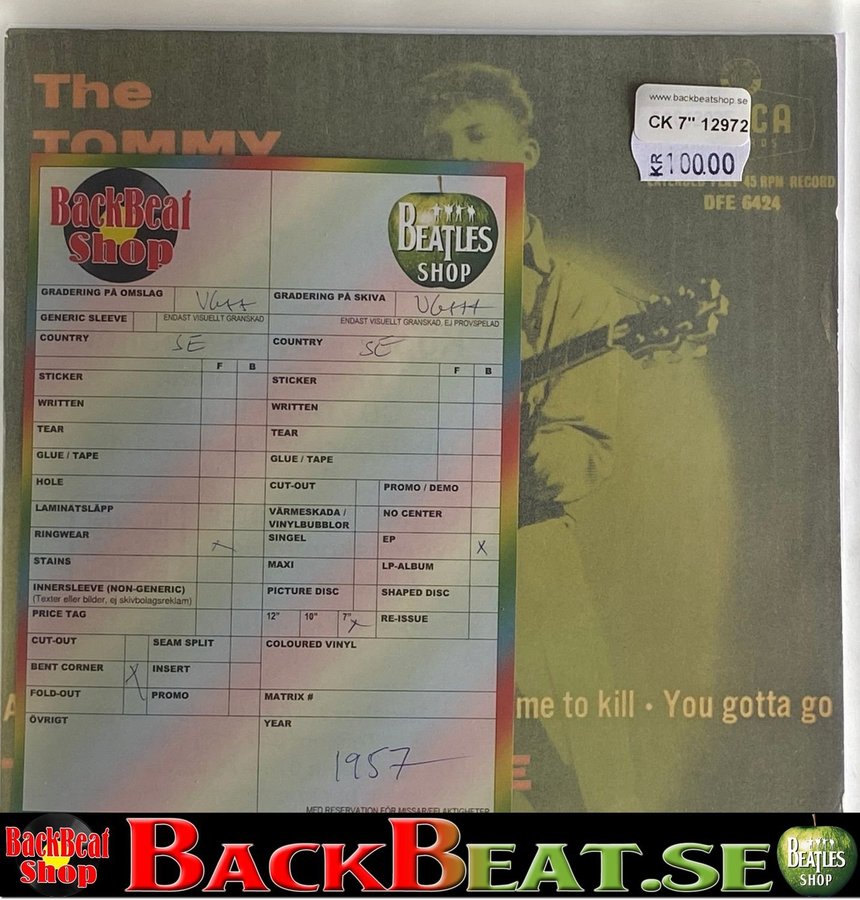 The
TOMMY
www.backbeatshop.se
CK 7" 12972
KR 100.00
CA
EXTENDED PLAY 45 RPM RECORD
DFE 6424
BackBeat
Shop
BEATLES
SHOP
GRADERING PÅ OMSLAG
VG++
GRADERING PÅ SKIVA
VG++
GENERIC SLEEVE
ENDAST VISUELLT GRANSKAD
ENDAST VISUELLT GRANSKAD, EJ PROVSPELAD
COUNTRY SE
COUNTRY SE
F B
F B
STICKER
STICKER
WRITTEN
WRITTEN
TEAR
TEAR
GLUE / TAPE
GLUE / TAPE
HOLE
CUT-OUT
PROMO / DEMO
LAMINATSLÄPP
VÄRMESKADA /
VINYLBUBBLOR
NO CENTER
RINGWEAR
SINGEL
EP X
STAINS
MAXI
LP-ALBUM
INNERSLEEVE (NON-GENERIC)
(Texter eller bilder, ej skivbolagsreklam)
PICTURE DISC
SHAPED DISC
PRICE TAG
12" 10" 7" X
RE-ISSUE
CUT-OUT
SEAM SPLIT
COLOURED VINYL
BENT CORNER X
INSERT
FOLD-OUT
PROMO
MATRIX #
ÖVRIGT
YEAR
1957
MED RESERVATION FÖR MISSAR/FELAKTIGHETER
me to kill · You gotta go
BackBeat
Shop
BACKBEAT.SE
BEATLES
SHOP